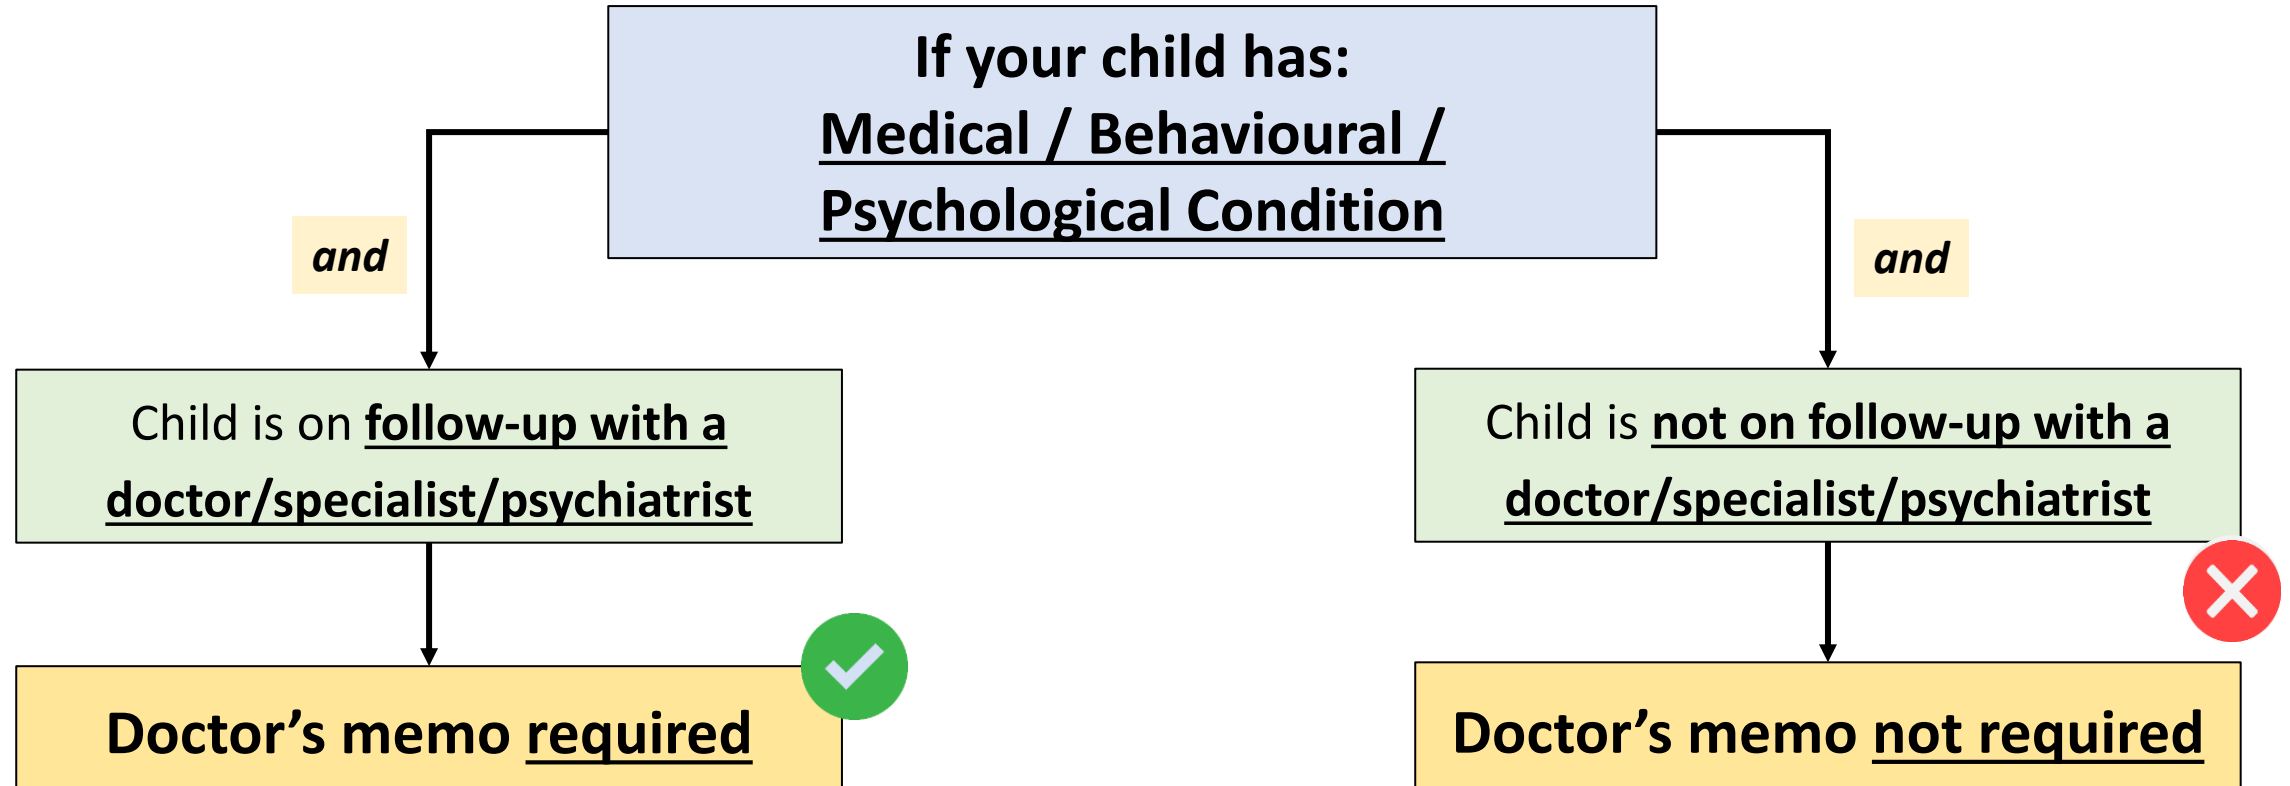 If your child has:
Medical / Behavioural /
Psychological Condition
and
and
Child is on follow-up with a
doctor/specialist/psychiatrist
Child is not on follow-up with a
doctor/specialist/psychiatrist
Doctor’s memo required
Doctor’s memo not required